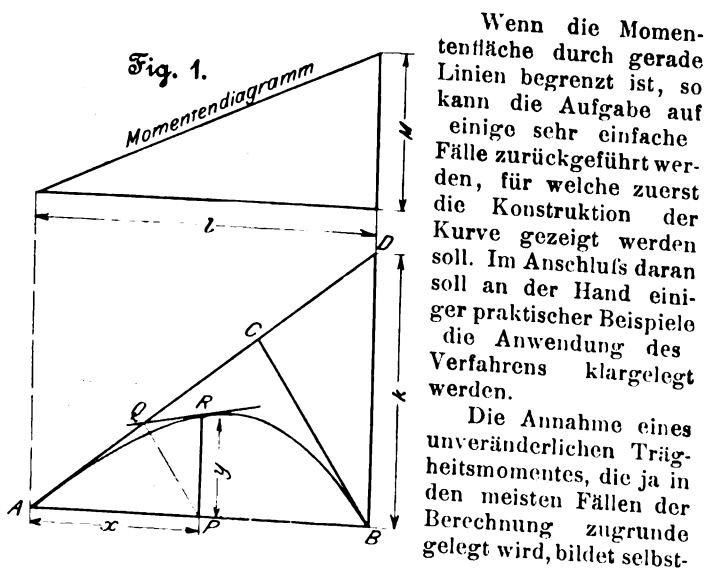 Fig. 1.
Momentendiagramm
M
l
D
C
k
Q
R
y
A
x
P
B
Wenn die Momen-
tenfläche durch gerade
Linien begrenzt ist, so
kann die Aufgabe auf
einige sehr einfache
Fälle zurückgeführt wer-
den, für welche zuerst
die Konstruktion der
Kurve gezeigt werden
soll. Im Anschluſs daran
soll an der Hand eini-
ger praktischer Beispiele
die Anwendung des
Verfahrens klargelegt
werden.
Die Annahme eines
unveränderlichen Träg-
heitsmomentes, die ja in
den meisten Fällen der
Berechnung zugrunde
gelegt wird, bildet selbst-